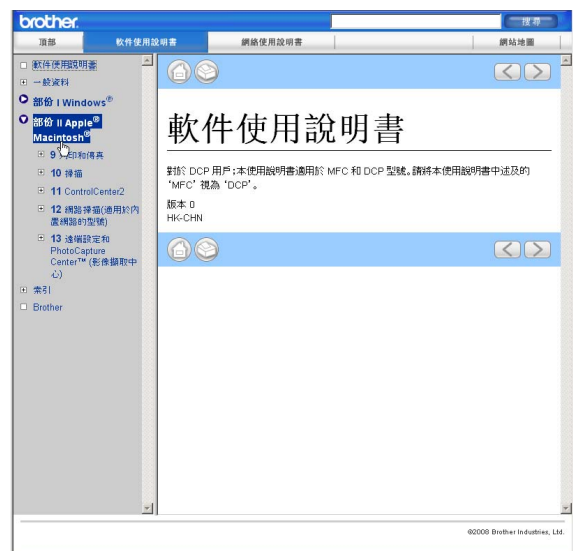 brother.
搜尋
頂部 軟件使用說明書 網絡使用說明書 網站地圖
軟件使用說明書
一般資料
部份 I Windows®
部份 II Apple®
Macintosh®
9 印和傳真
10 掃描
11 ControlCenter2
12 網路掃描(適用於內
置網路的型號)
13 遠端設定和
PhotoCapture
Center™ (影像擷取中
心)
索引
Brother
軟件使用說明書
對於 DCP 用戶:本使用說明書適用於 MFC 和 DCP 型號。請將本使用說明書中述及的
‘MFC’ 視為 ‘DCP’。
版本 0
HK-CHN
©2008 Brother Industries, Ltd.